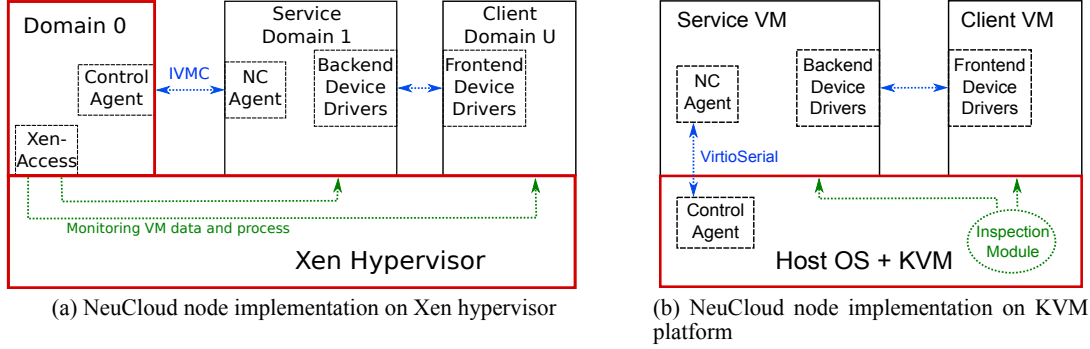 Domain 0
Control
Agent
Xen-
Access
IVMC
Service
Domain 1
NC
Agent
Backend
Device
Drivers
Client
Domain U
Frontend
Device
Drivers
Monitoring VM data and process
Xen Hypervisor
(a) NeuCloud node implementation on Xen hypervisor
Service VM
NC
Agent
Backend
Device
Drivers
Client VM
Frontend
Device
Drivers
VirtioSerial
Control
Agent
Inspection
Module
Host OS + KVM
(b) NeuCloud node implementation on KVM
platform